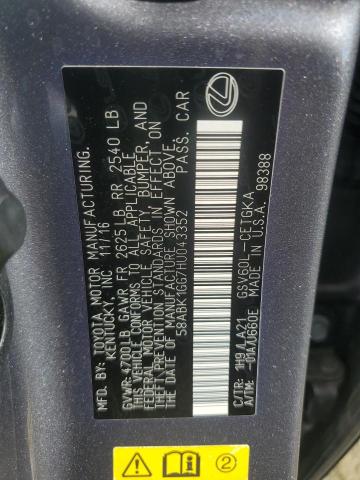 MFD. BY: TOYOTA MOTOR MANUFACTURING.
KENTUCKY, INC. 11/16
GVWR: 4700LB GAWR FR 2625 LB RR 2540 LB
THIS VEHICLE CONFORMS TO ALL APPLICABLE
FEDERAL MOTOR VEHICLE SAFETY, BUMPER, AND
THEFT PREVENTION STANDARDS IN EFFECT ON
THE DATE OF MANUFACTURE SHOWN ABOVE.
58ABK1GG7HU043352 PASS. CAR
C/TR: 1H9/LA21 GSV60L-CETGKA
A/TM: -01A/U660E U.S.A. 98388
2